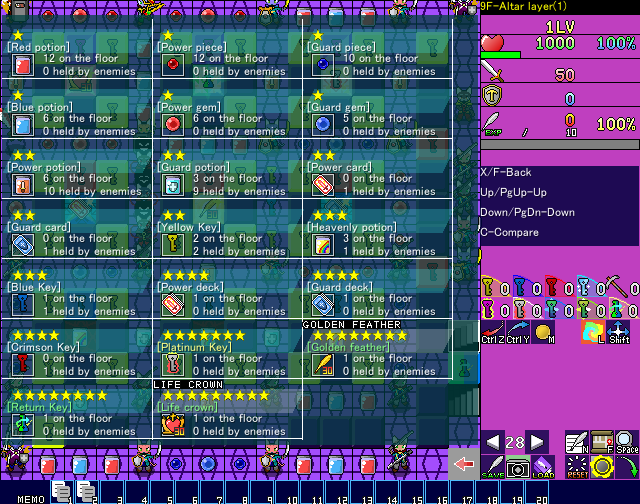 9F-Altar layer(1)
[Red potion]
12 on the floor
0 held by enemies
[Power piece]
12 on the floor
0 held by enemies
[Guard piece]
10 on the floor
0 held by enemies
[Blue potion]
6 on the floor
0 held by enemies
[Power gem]
6 on the floor
0 held by enemies
[Guard gem]
5 on the floor
0 held by enemies
[Power potion]
6 on the floor
10 held by enemies
[Guard potion]
3 on the floor
9 held by enemies
[Power card]
0 on the floor
1 held by enemies
[Guard card]
0 on the floor
1 held by enemies
[Yellow Key]
2 on the floor
2 held by enemies
[Heavenly potion]
3 on the floor
1 held by enemies
[Blue Key]
1 on the floor
1 held by enemies
[Power deck]
1 on the floor
0 held by enemies
[Guard deck]
1 on the floor
0 held by enemies
GOLDEN FEATHER
[Crimson Key]
0 on the floor
1 held by enemies
[Platinum Key]
1 on the floor
0 held by enemies
[Golden feather]
1 on the floor
0 held by enemies
LIFE CROWN
[Return Key]
1 on the floor
0 held by enemies
[Life crown]
1 on the floor
0 held by enemies
1LV
1000 100%
50
0
EXP 0 / 10 100%
X/F-Back
Up/PgUp-Up
Down/PgDn-Down
C-Compare
0 0 0 0 0
0 0 0 0 0
Ctrl Z Ctrl Y M L Shift
28 N F Space
SAVE LOAD RESET
MEMO 3 4 5 6 7 8 9 10 11 12 13 14 15 16 17 18 19 20